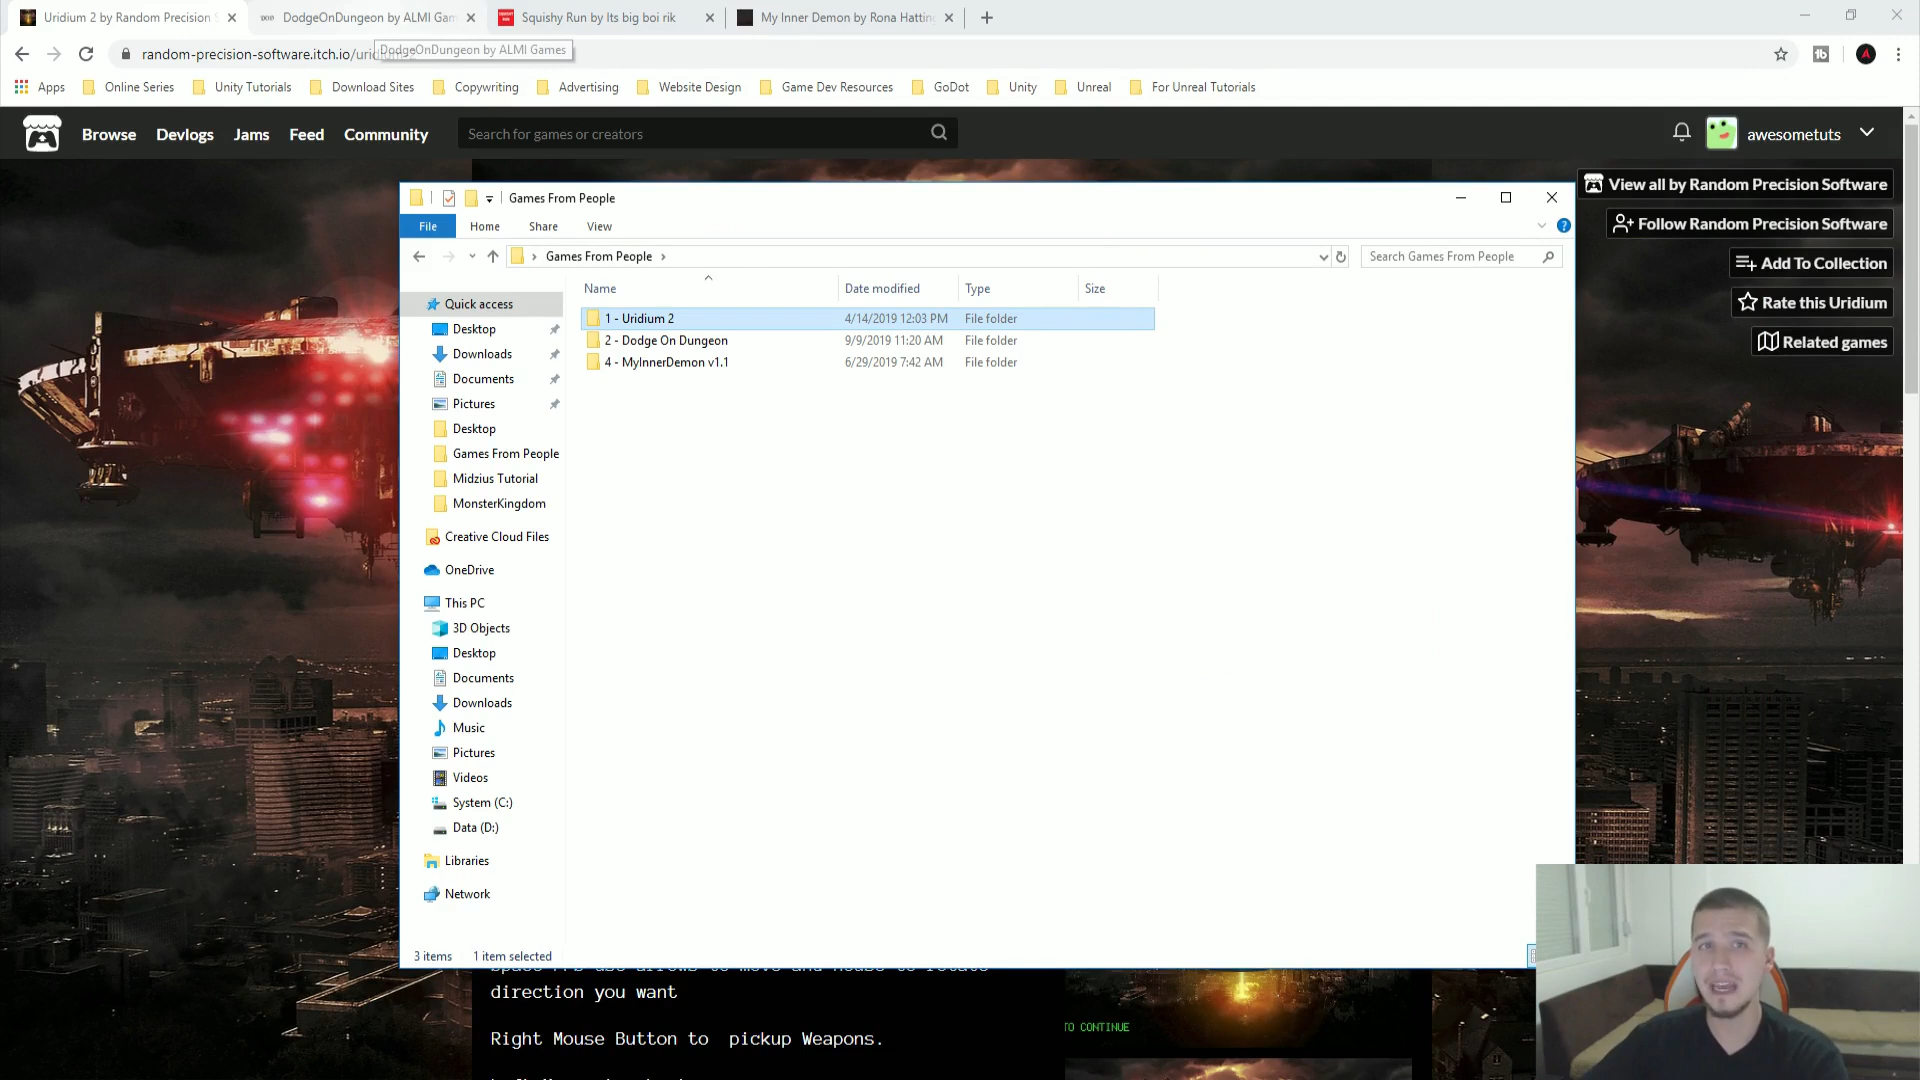 Uridium 2 by Random Precision S
DodgeOnDungeon by ALMI Gam
Squishy Run by Its big boi rik
My Inner Demon by Rona Hatting
random-precision-software.itch.io/uridium-2
DodgeOnDungeon by ALMI Games
Apps
Online Series
Unity Tutorials
Download Sites
Copywriting
Advertising
Website Design
Game Dev Resources
GoDot
Unity
Unreal
For Unreal Tutorials
Browse
Devlogs
Jams
Feed
Community
Search for games or creators
awesometuts
View all by Random Precision Software
Follow Random Precision Software
Add To Collection
Rate this Uridium
Related games
Games From People
File
Home
Share
View
Games From People
Search Games From People
Name
Date modified
Type
Size
1 - Uridium 2 4/14/2019 12:03 PM File folder
2 - Dodge On Dungeon 9/9/2019 11:20 AM File folder
4 - MyInnerDemon v1.1 6/29/2019 7:42 AM File folder
Quick access
Desktop
Downloads
Documents
Pictures
Desktop
Games From People
Midzius Tutorial
MonsterKingdom
Creative Cloud Files
OneDrive
This PC
3D Objects
Desktop
Documents
Downloads
Music
Pictures
Videos
System (C:)
Data (D:)
Libraries
Network
3 items
1 item selected
direction you want
Right Mouse Button to pickup Weapons.
TO CONTINUE